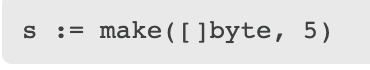 s := make([]byte, 5)